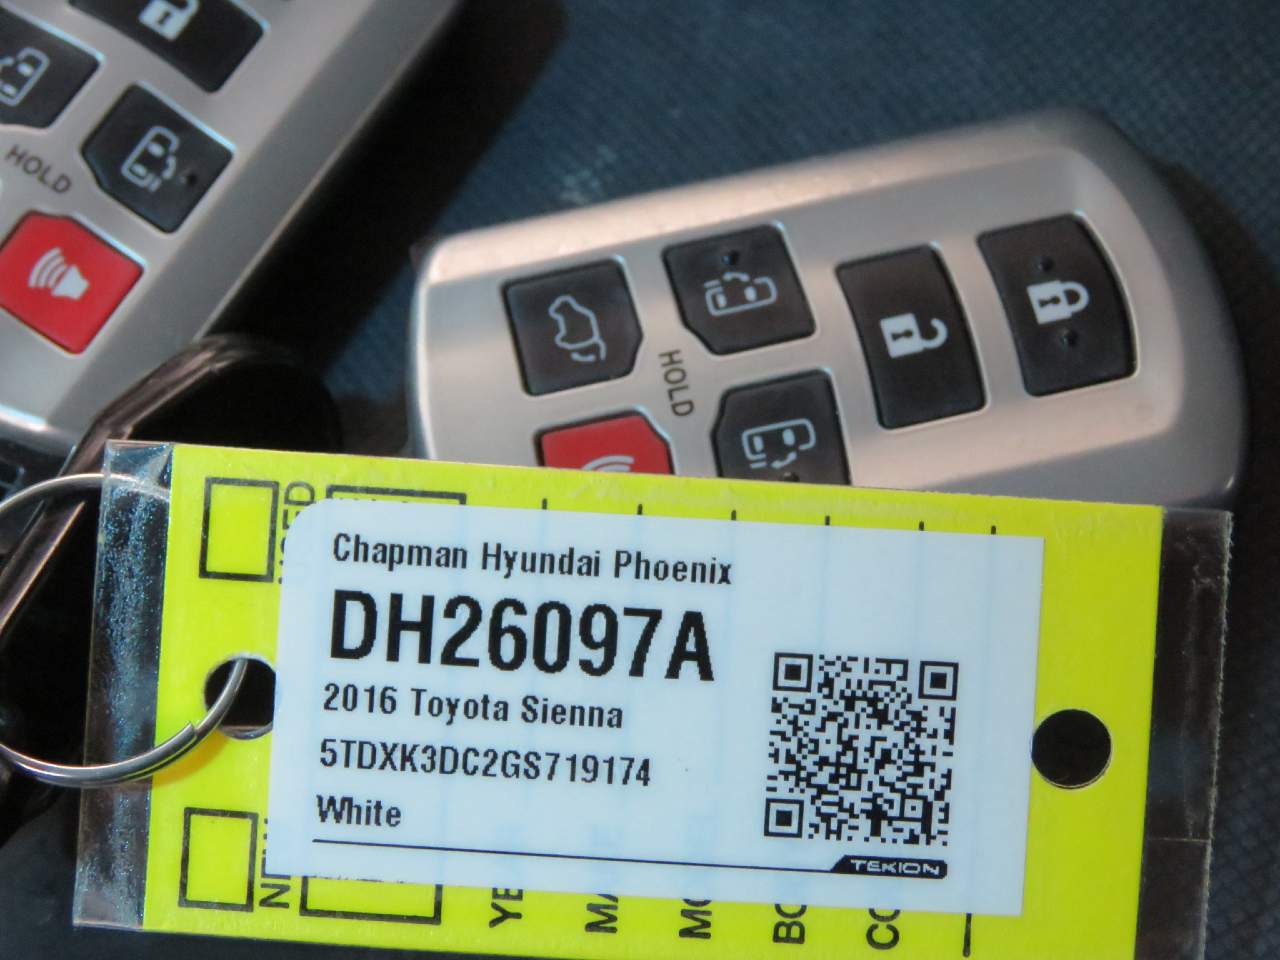 HOLD
HOLD
Chapman Hyundai Phoenix
DH26097A
2016 Toyota Sienna
5TDXK3DC2GS719174
White
TEKION